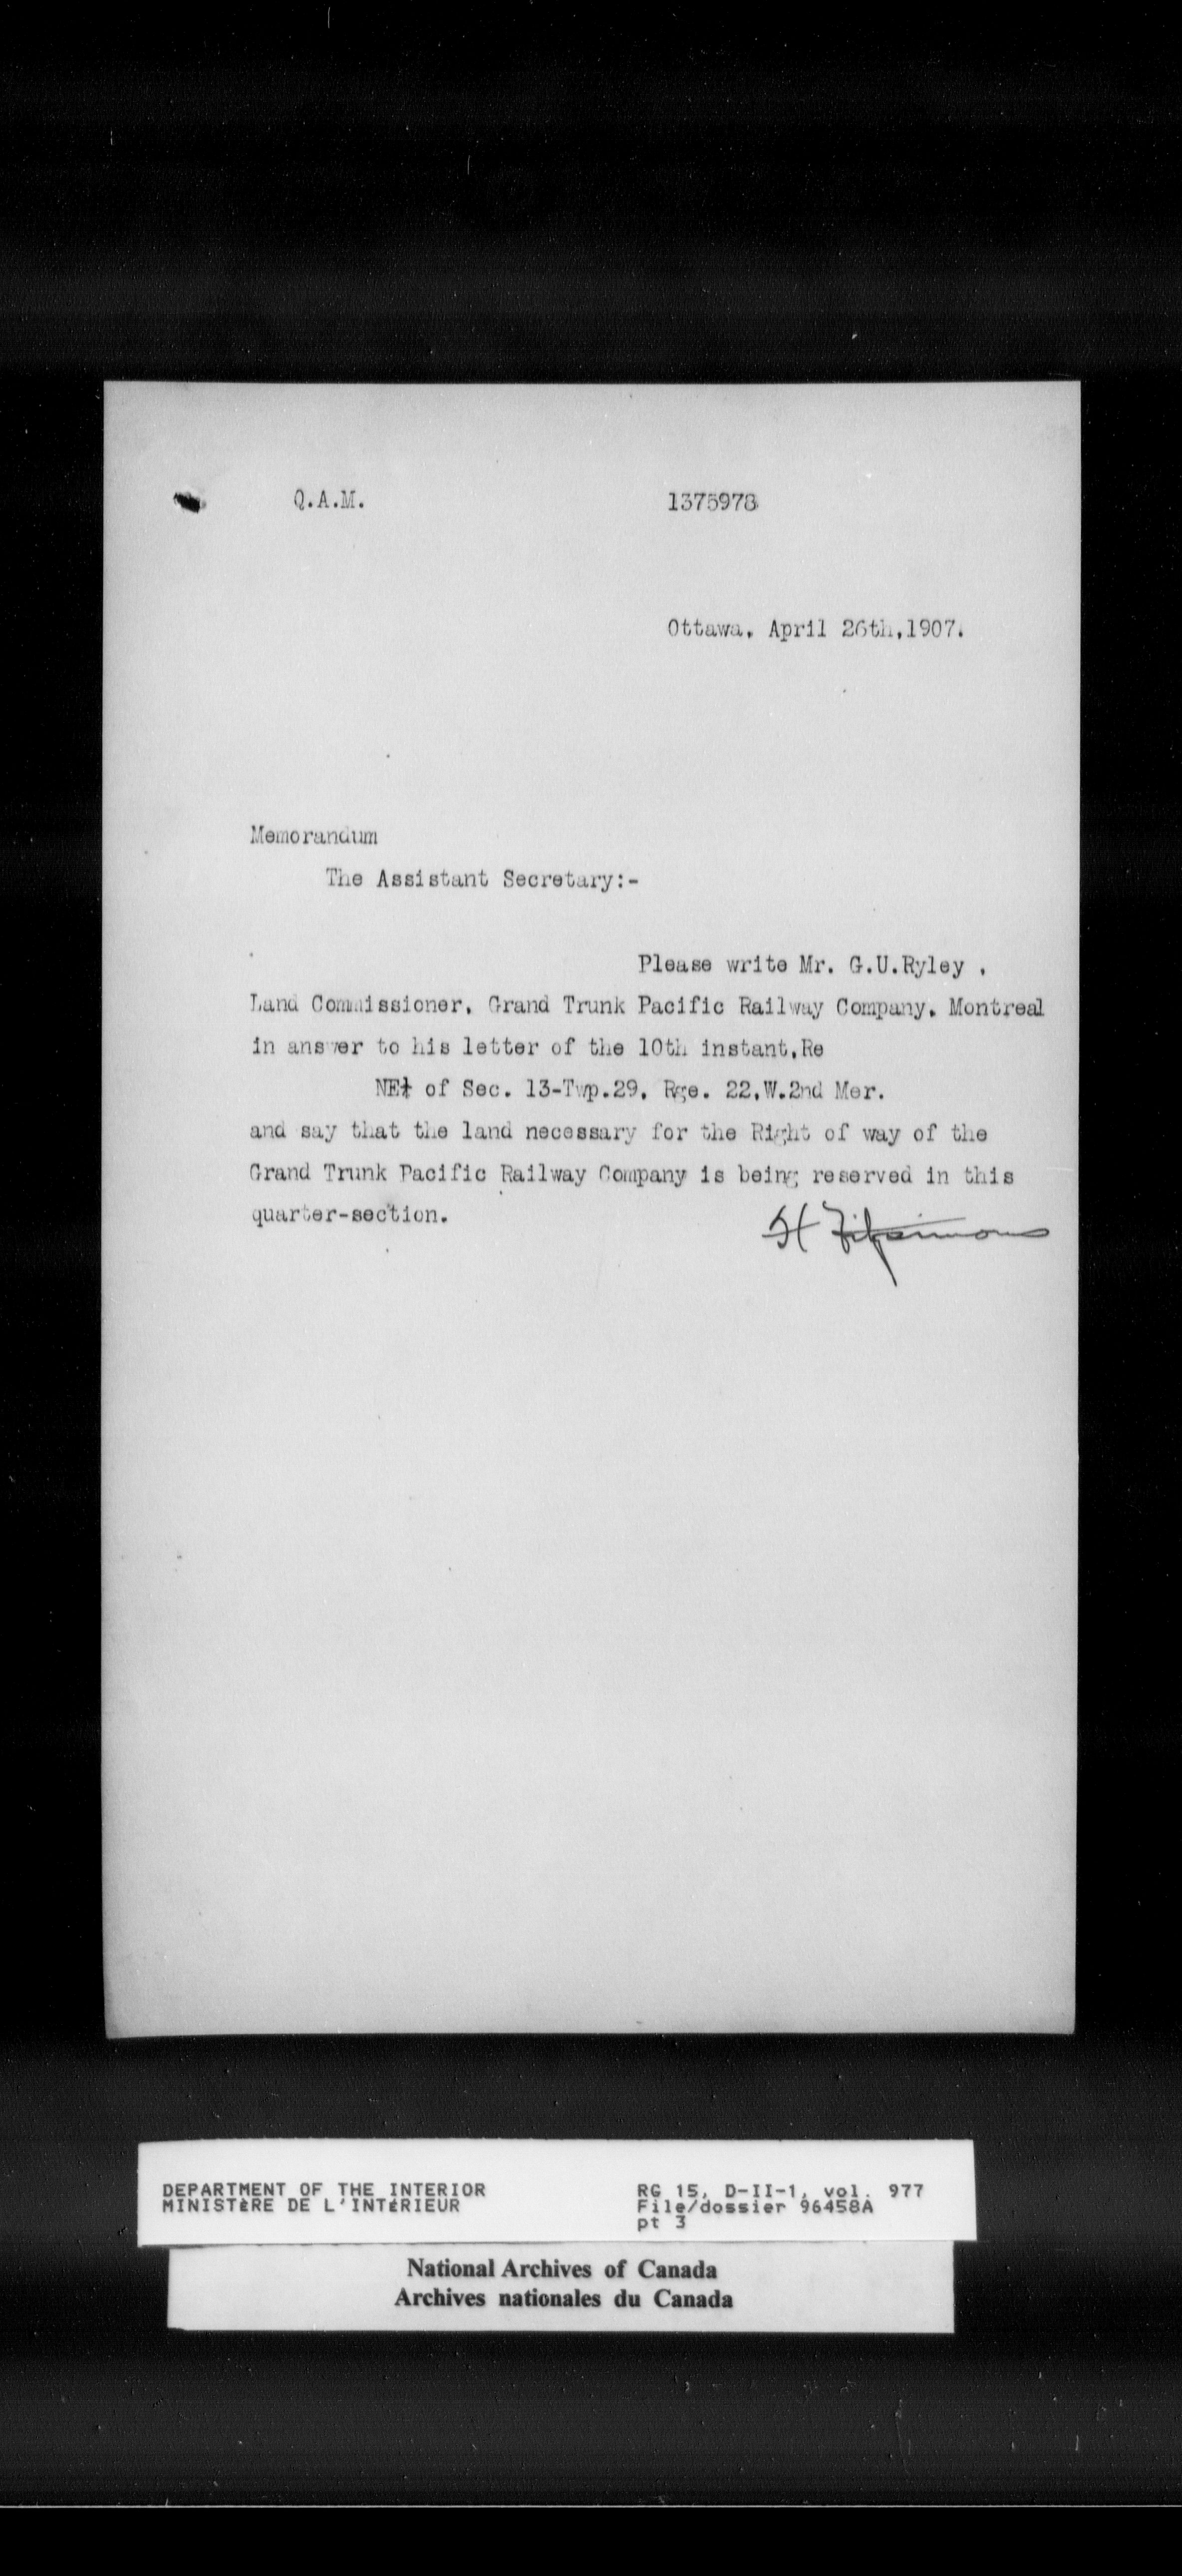 Q.A.M. 1375978
Ottawa, April 26th,1907.
Memorandum
The Assistant Secretary:-
Please write Mr. G.U.Ryley ,
Land Commissioner, Grand Trunk Pacific Railway Company, Montreal
in answer to his letter of the 10th instant,Re
NE¼ of Sec. 13-Twp.29, Rge. 22,W.2nd Mer.
and say that the land necessary for the Right of way of the
Grand Trunk Pacific Railway Company is being reserved in this
quarter-section.
H Fitzsimons
DEPARTMENT OF THE INTERIOR
MINISTÈRE DE L'INTÉRIEUR
RG 15, D-II-1, vol. 977
File/dossier 96458A
pt 3
National Archives of Canada
Archives nationales du Canada